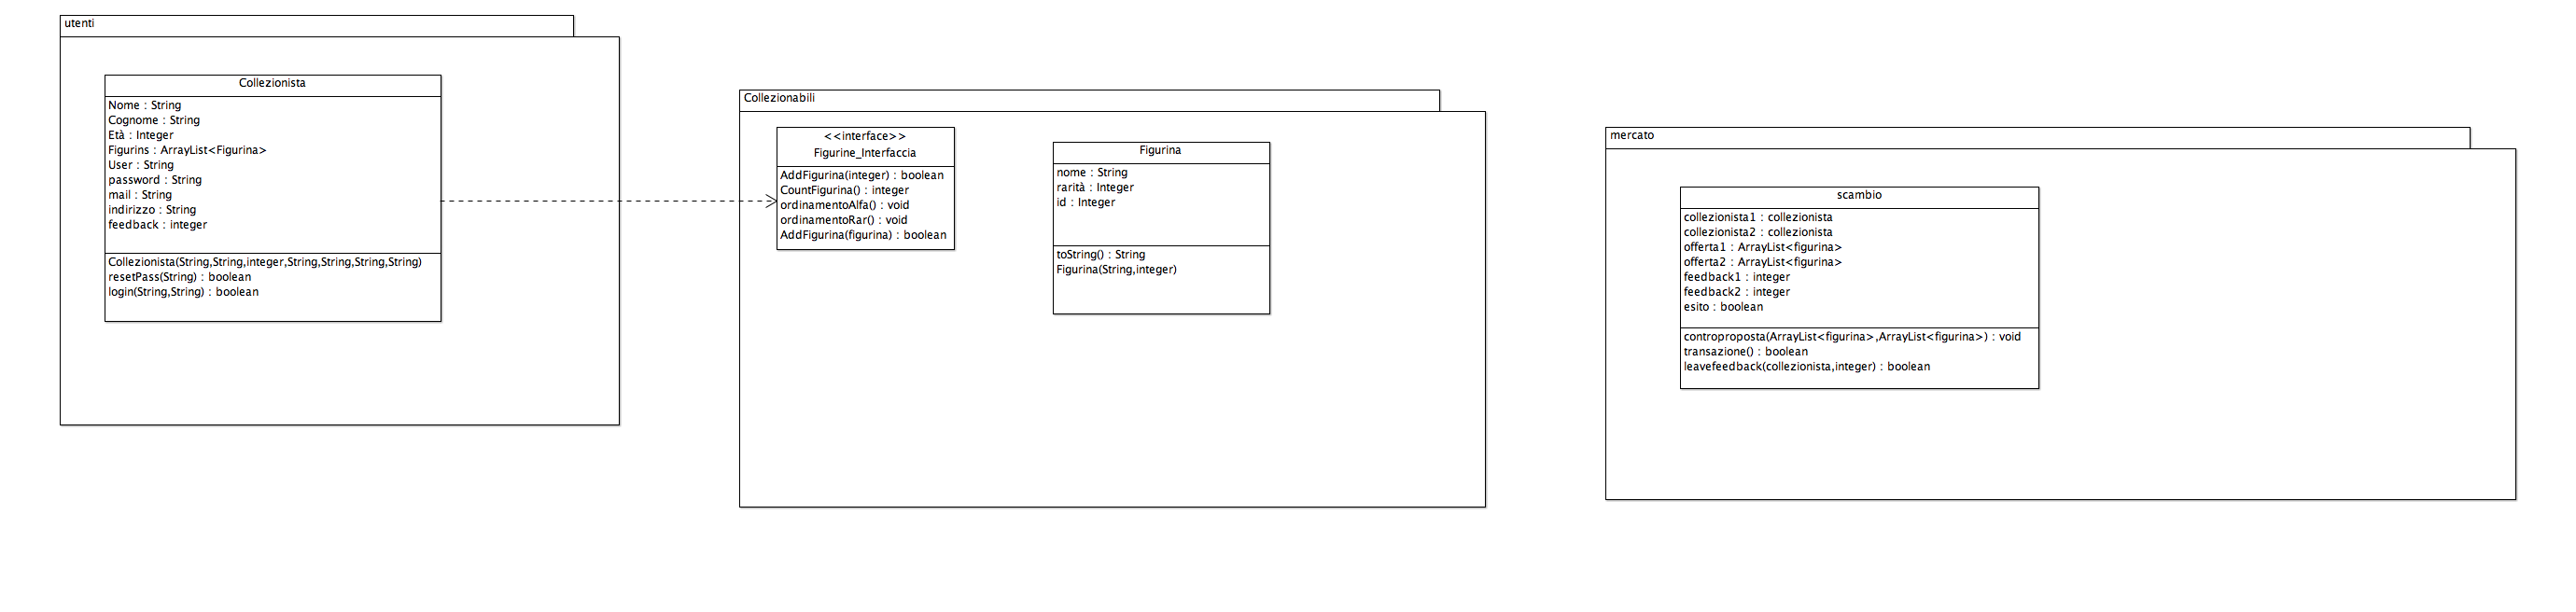 utenti
Collezionista
Nome : String
Cognome : String
Età : Integer
Figurins : ArrayList<Figurina>
User : String
password : String
mail : String
indirizzo : String
feedback : integer
Collezionista(String,String,integer,String,String,String,String)
resetPass(String) : boolean
login(String,String) : boolean
Collezionabili
<<interface>>
Figurine_Interfaccia
AddFigurina(integer) : boolean
CountFigurina() : integer
ordinamentoAlfa() : void
ordinamentoRar() : void
AddFigurina(figurina) : boolean
Figurina
nome : String
rarità : Integer
id : Integer
toString() : String
Figurina(String,integer)
mercato
scambio
collezionista1 : collezionista
collezionista2 : collezionista
offerta1 : ArrayList<figurina>
offerta2 : ArrayList<figurina>
feedback1 : integer
feedback2 : integer
esito : boolean
controproposta(ArrayList<figurina>,ArrayList<figurina>) : void
transazione() : boolean
leavefeedback(collezionista,integer) : boolean